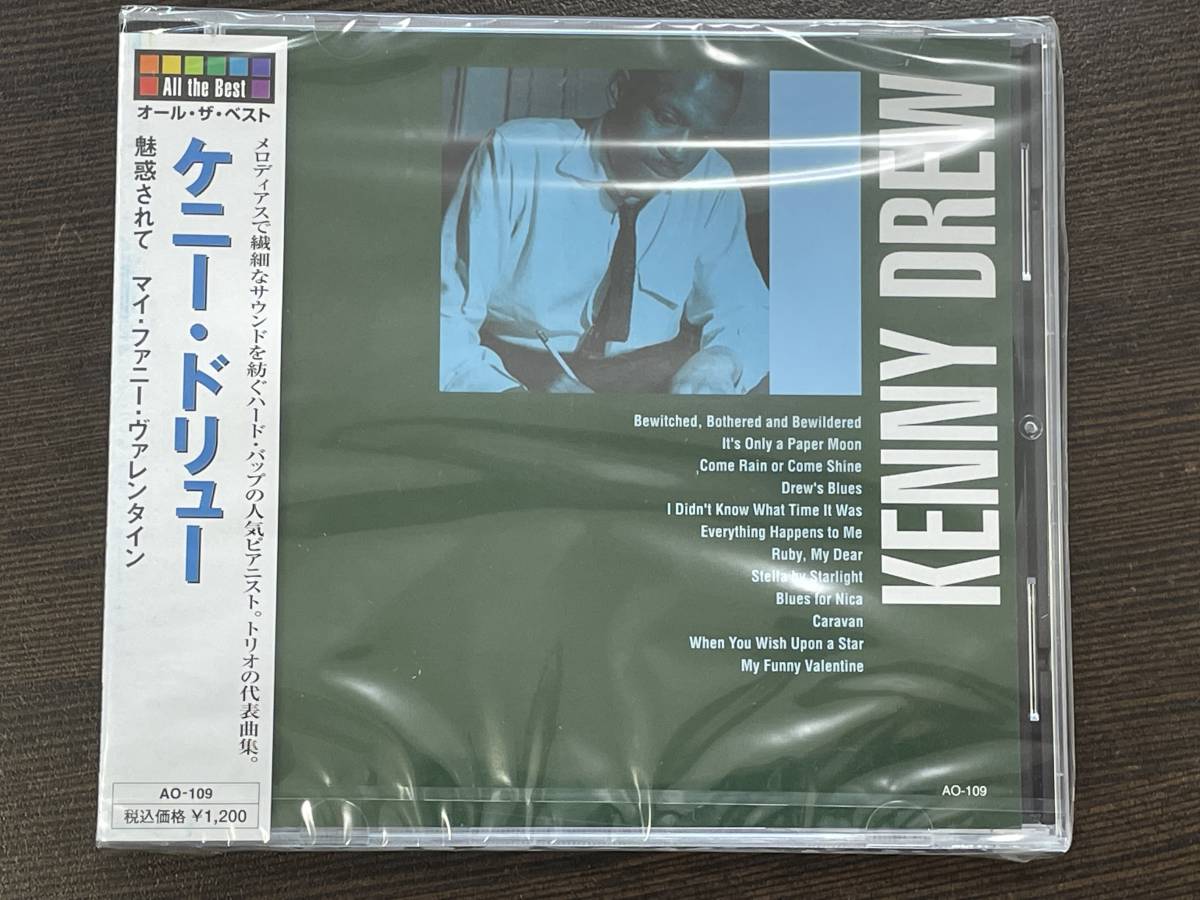 All the Best
オール・ザ・ベスト
メロディアスで繊細なサウンドを紡ぐハード・バップの人気ピアニスト。トリオの代表曲集。
ケニー・ドリュー
魅惑されて マイ・ファニー・ヴァレンタイン
AO-109
税込価格 ¥1,200
KENNY DREW
Bewitched, Bothered and Bewildered
It's Only a Paper Moon
Come Rain or Come Shine
Drew's Blues
I Didn't Know What Time It Was
Everything Happens to Me
Ruby, My Dear
Stella by Starlight
Blues for Nica
Caravan
When You Wish Upon a Star
My Funny Valentine
AO-109